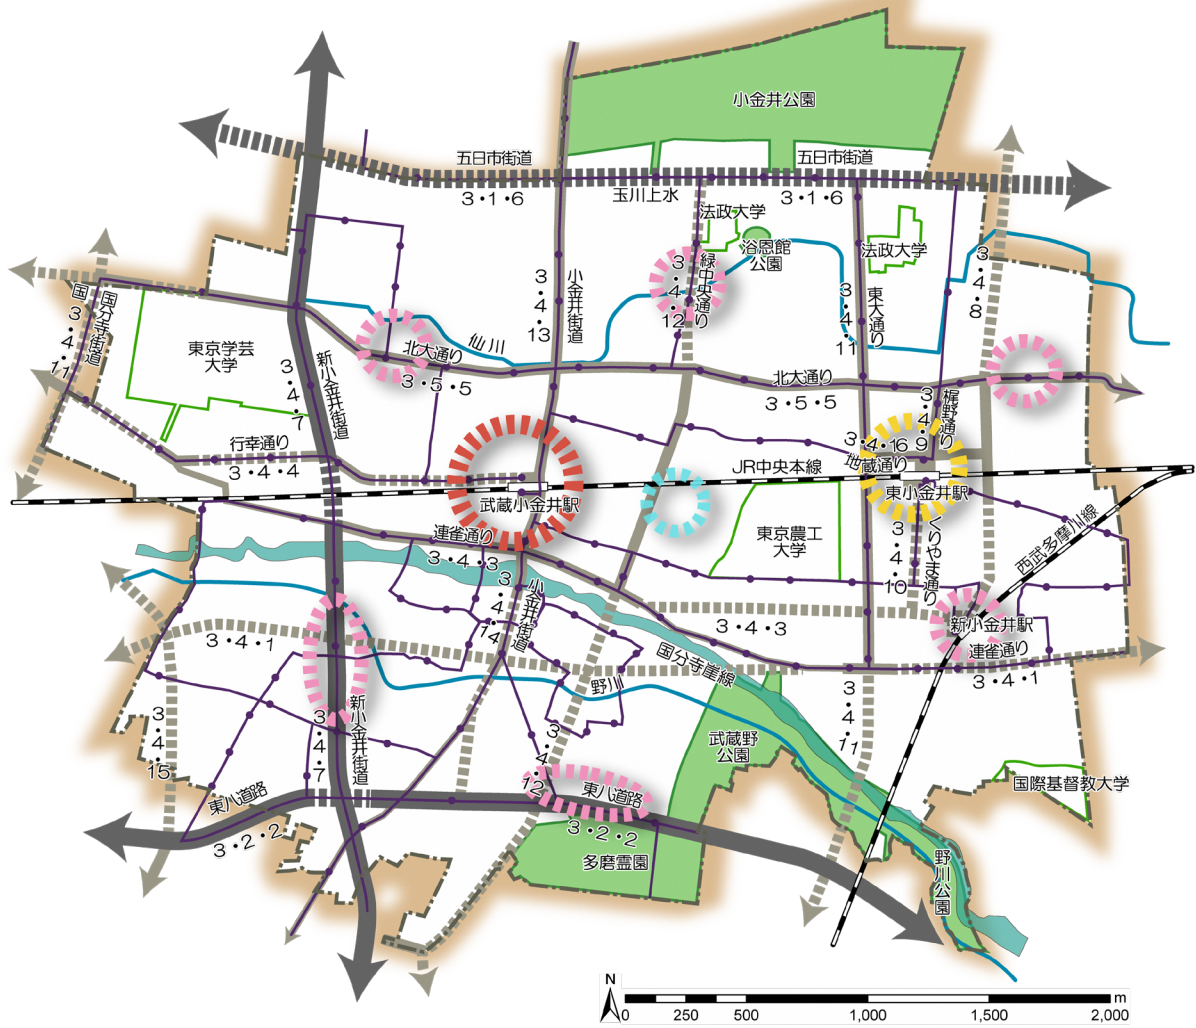 小金井公園
五日市街道
五日市街道
3・1・6
玉川上水
3・1・6
法政大学
浴恩館
公園
法政大学
国分寺街道
国3・4・11
東京学芸
大学
新小金井街道
3・4・7
小金井街道
3・4・13
緑中央通り
3・4・12
東大通り
3・4・11
3・4・8
仙川
北大通り
3・5・5
北大通り
3・5・5
梶野通り
3・4・9
行幸通り
3・4・4
3・4・16
地蔵通り
JR中央本線
武蔵小金井駅
東小金井駅
連雀通り
3・4・3
東京農工
大学
くりやま通り
3・4・10
西武多摩川線
小金井街道
3・4・14
新小金井駅
連雀通り
3・4・1
3・4・1
3・4・3
国分寺崖線
野川
3・4・15
新小金井街道
3・4・7
3・4・12
武蔵野
公園
3・4・11
東八道路
3・2・2
東八道路
3・2・2
多磨霊園
国際基督教大学
野川公園
N
0 250 500 1,000 1,500 2,000
m